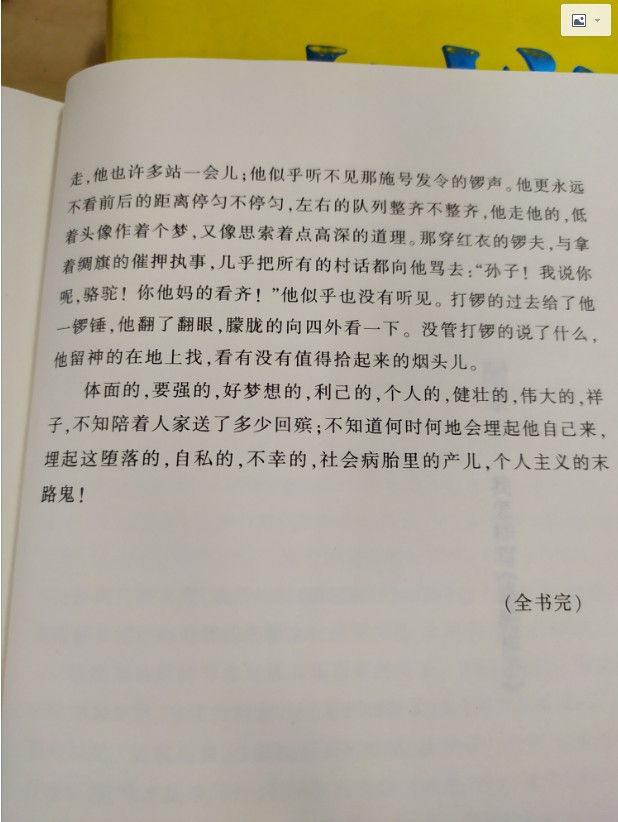 走，他也许多站一会儿；他似乎听不见那施号发令的锣声。他更永远
不看前后的距离停匀不停匀，左右的队列整齐不整齐，他走他的，低
着头像作着个梦，又像思索着点高深的道理。那穿红衣的锣夫，与拿
着绸旗的催押执事，几乎把所有的村话都向他骂去：“孙子！我说你
呢，骆驼！你他妈的看齐！”他似乎也没有听见。打锣的过去给了他
一锣锤，他翻了翻眼，朦胧的向四外看一下。没管打锣的说了什么，
他留神的在地上找，看有没有值得拾起来的烟头儿。
体面的，要强的，好梦想的，利己的，个人的，健壮的，伟大的，祥
子，不知陪着人家送了多少回殡；不知道何时何地会埋起他自己来，
埋起这堕落的，自私的，不幸的，社会病胎里的产儿，个人主义的末
路鬼！
（全书完）